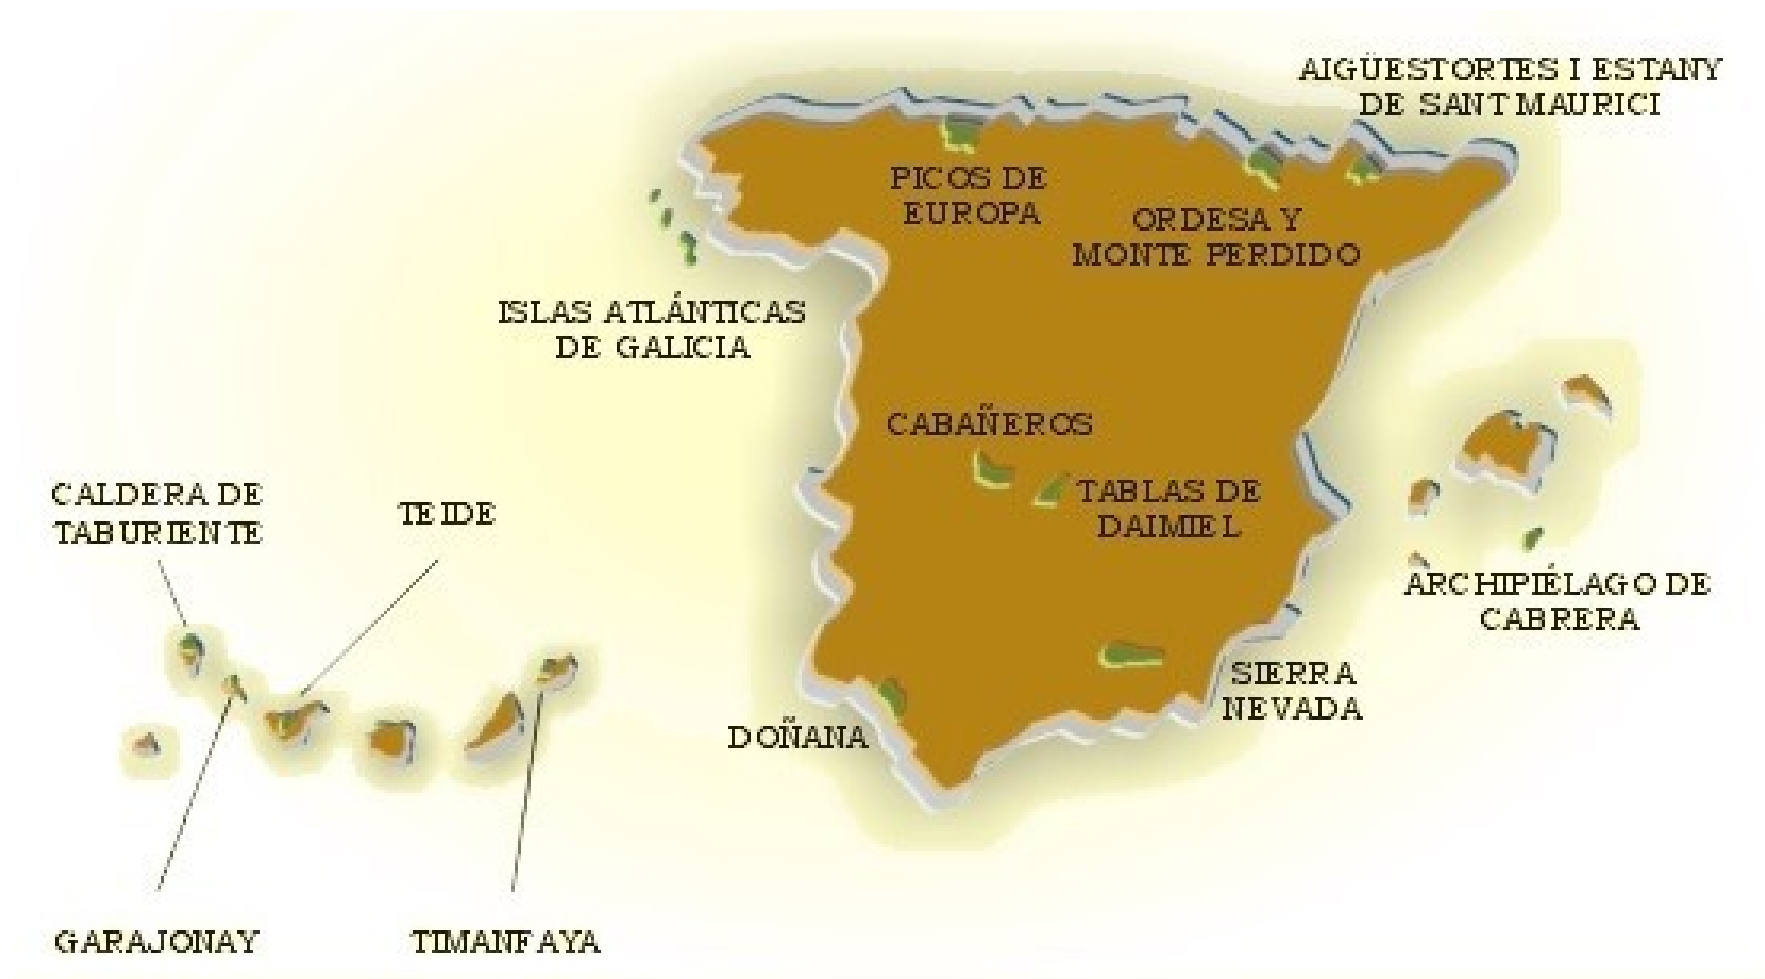 AIGÜESTORTES I ESTANY
DE SANT MAURICI
PICOS DE
EUROPA
ORDESA Y
MONTE PERDIDO
ISLAS ATLÁNTICAS
DE GALICIA
CABAÑEROS
TABLAS DE
DAIMIEL
CALDERA DE
TABURIENTE
TEIDE
ARCHIPIÉLAGO DE
CABRERA
SIERRA
NEVADA
DOÑANA
GARAJONAY
TIMANFAYA